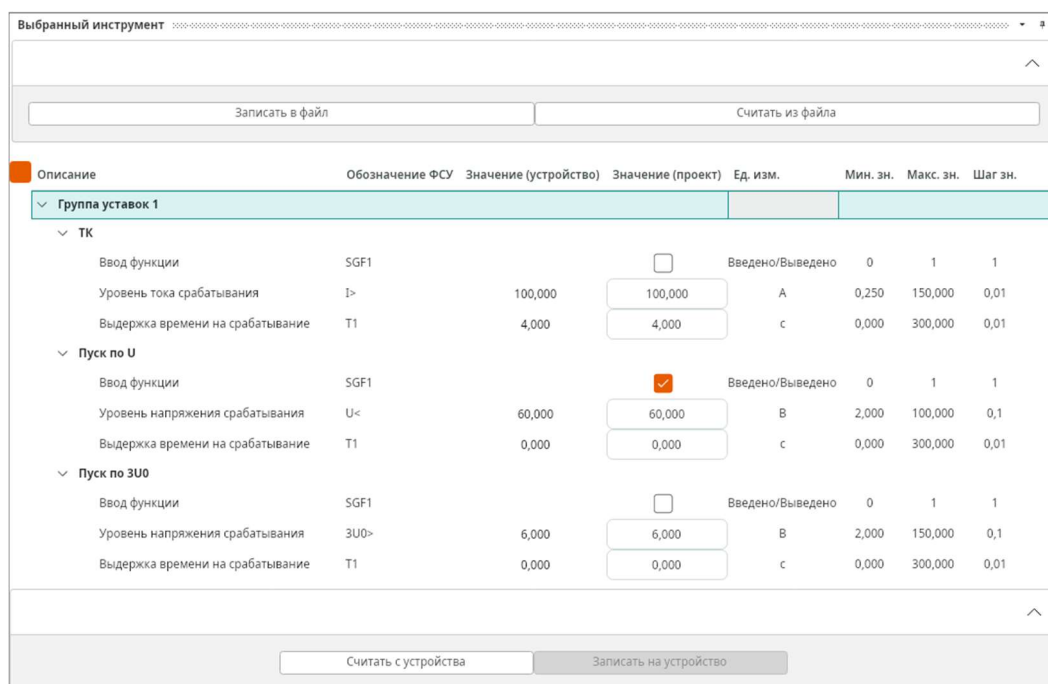 Выбранный инструмент
Записать в файл Считать из файла
Описание Обозначение ФСУ Значение (устройство) Значение (проект) Ед. изм. Мин. зн. Макс. зн. Шаг зн.
Группа уставок 1
ТК
Ввод функции SGF1 Введено/Выведено 0 1 1
Уровень тока срабатывания I> 100,000 100,000 А 0,250 150,000 0,01
Выдержка времени на срабатывание T1 4,000 4,000 с 0,000 300,000 0,01
Пуск по U
Ввод функции SGF1 Введено/Выведено 0 1 1
Уровень напряжения срабатывания U< 60,000 60,000 В 2,000 100,000 0,1
Выдержка времени на срабатывание T1 0,000 0,000 с 0,000 300,000 0,01
Пуск по 3U0
Ввод функции SGF1 Введено/Выведено 0 1 1
Уровень напряжения срабатывания 3U0> 6,000 6,000 В 2,000 150,000 0,1
Выдержка времени на срабатывание T1 0,000 0,000 с 0,000 300,000 0,01
Считать с устройства Записать на устройство